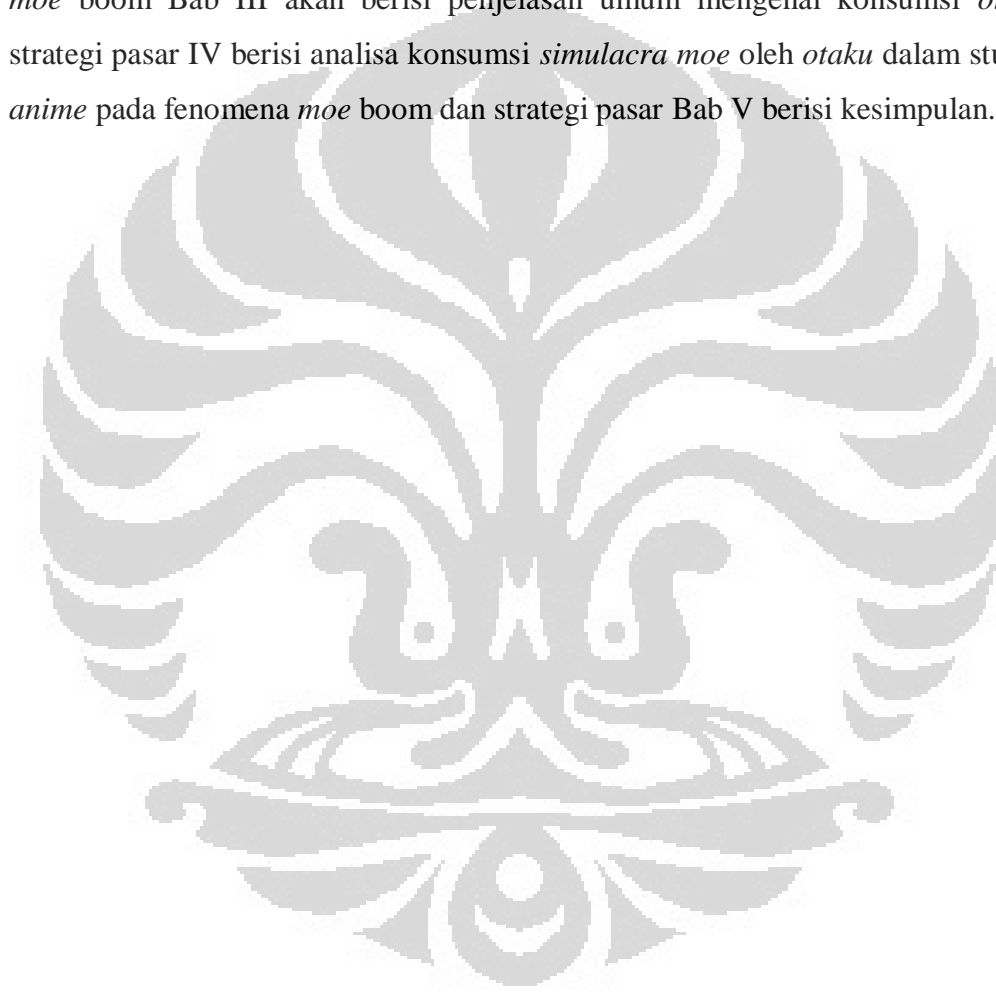 moe boom Bab III akan berisi penjelasan umum mengenai konsumsi
strategi pasar IV berisi analisa konsumsi simulacra moe oleh otaku dalam
anime pada fenomena moe boom dan strategi pasar Bab V berisi kesimpulan.